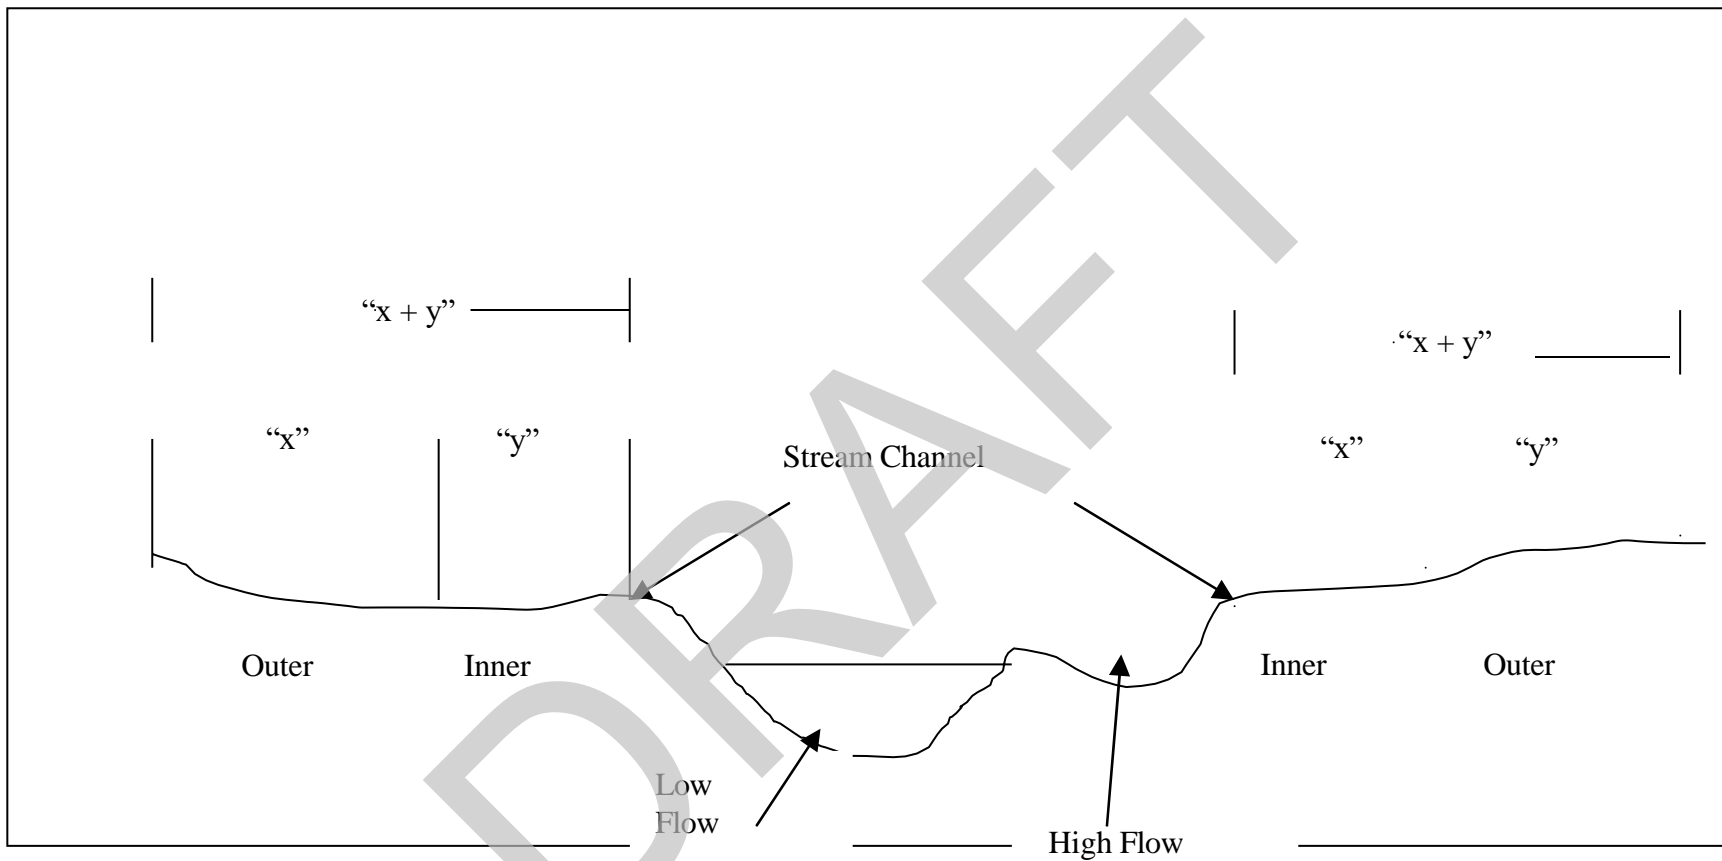 “x + y”
“x + y”
“x”
“y”
Stream Channel
“x”
“y”
Outer
Inner
Inner
Outer
Low
Flow
High Flow
DRAFT